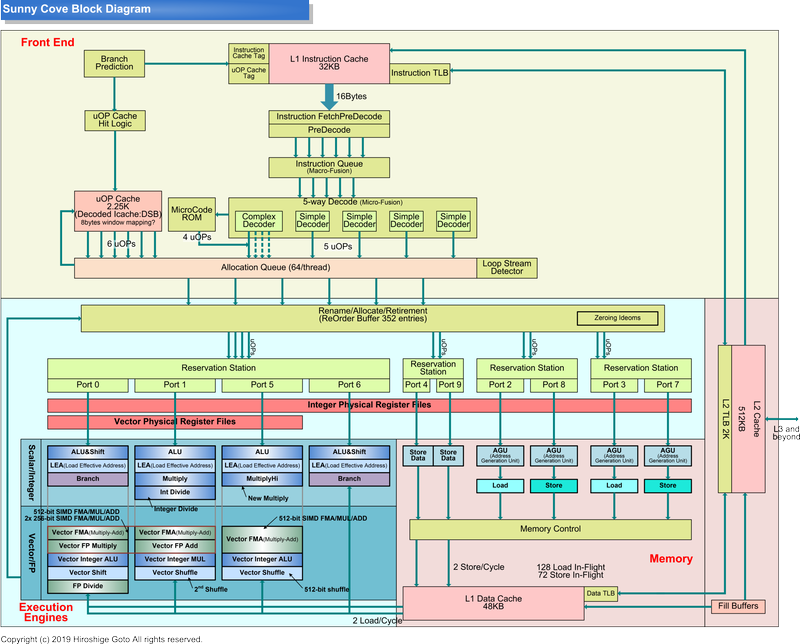 Sunny Cove Block Diagram
Front End
Branch
Prediction
Instruction
Cache Tag
uOP Cache
Tag
L1 Instruction Cache
32KB
Instruction TLB
16Bytes
uOP Cache
Hit Logic
Instruction FetchPreDecode
PreDecode
Instruction Queue
(Macro-Fusion)
uOP Cache
2.25K
(Decoded Icache:DSB)
8bytes window mapping?
MicroCode
ROM
5-way Decode (Micro-Fusion)
Complex
Decoder
Simple
Decoder
Simple
Decoder
Simple
Decoder
Simple
Decoder
6 uOPs
4 uOPs
5 uOPs
Allocation Queue (64/thread)
Loop Stream
Detector
Rename/Allocate/Retirement
(ReOrder Buffer 352 entries)
Zeroing Ideoms
uOPs
uOPs
uOPs
uOPs
Reservation Station
Reservation
Station
Reservation Station
Reservation Station
Port 0
Port 1
Port 5
Port 6
Port 4
Port 9
Port 2
Port 8
Port 3
Port 7
Integer Physical Register Files
Vector Physical Register Files
L2 TLB 2K
L2 Cache
512KB
L3 and
beyond
Scalar/Integer
ALU&Shift
LEA(Load Effective Address)
Branch
ALU
LEA(Load Effective Address)
Multiply
Int Divide
ALU
LEA(Load Effective Address)
MultiplyHi
ALU&Shift
LEA(Load Effective Address)
Branch
Store
Data
Store
Data
AGU
(Address
Generation Unit)
AGU
(Address
Generation Unit)
AGU
(Address
Generation Unit)
AGU
(Address
Generation Unit)
Load
Store
Load
Store
New Multiply
Integer Divide
512-bit SIMD FMA/MUL/ADD
2x 256-bit SIMD FMA/MUL/ADD
512-bit SIMD FMA/MUL/ADD
Vector/FP
Vector FMA(Multiply-Add)
Vector FP Multiply
Vector Integer ALU
Vector Shift
FP Divide
Vector FMA(Multiply-Add)
Vector FP Add
Vector Integer MUL
Vector Shuffle
Vector FMA(Multiply-Add)
Vector Integer ALU
Vector Shuffle
2nd Shuffle
512-bit shuffle
Memory Control
Memory
2 Store/Cycle
128 Load In-Flight
72 Store In-Flight
L1 Data Cache
48KB
Data TLB
Fill Buffers
Execution
Engines
2 Load/Cycle
Copyright (c) 2019 Hiroshige Goto All rights reserved.